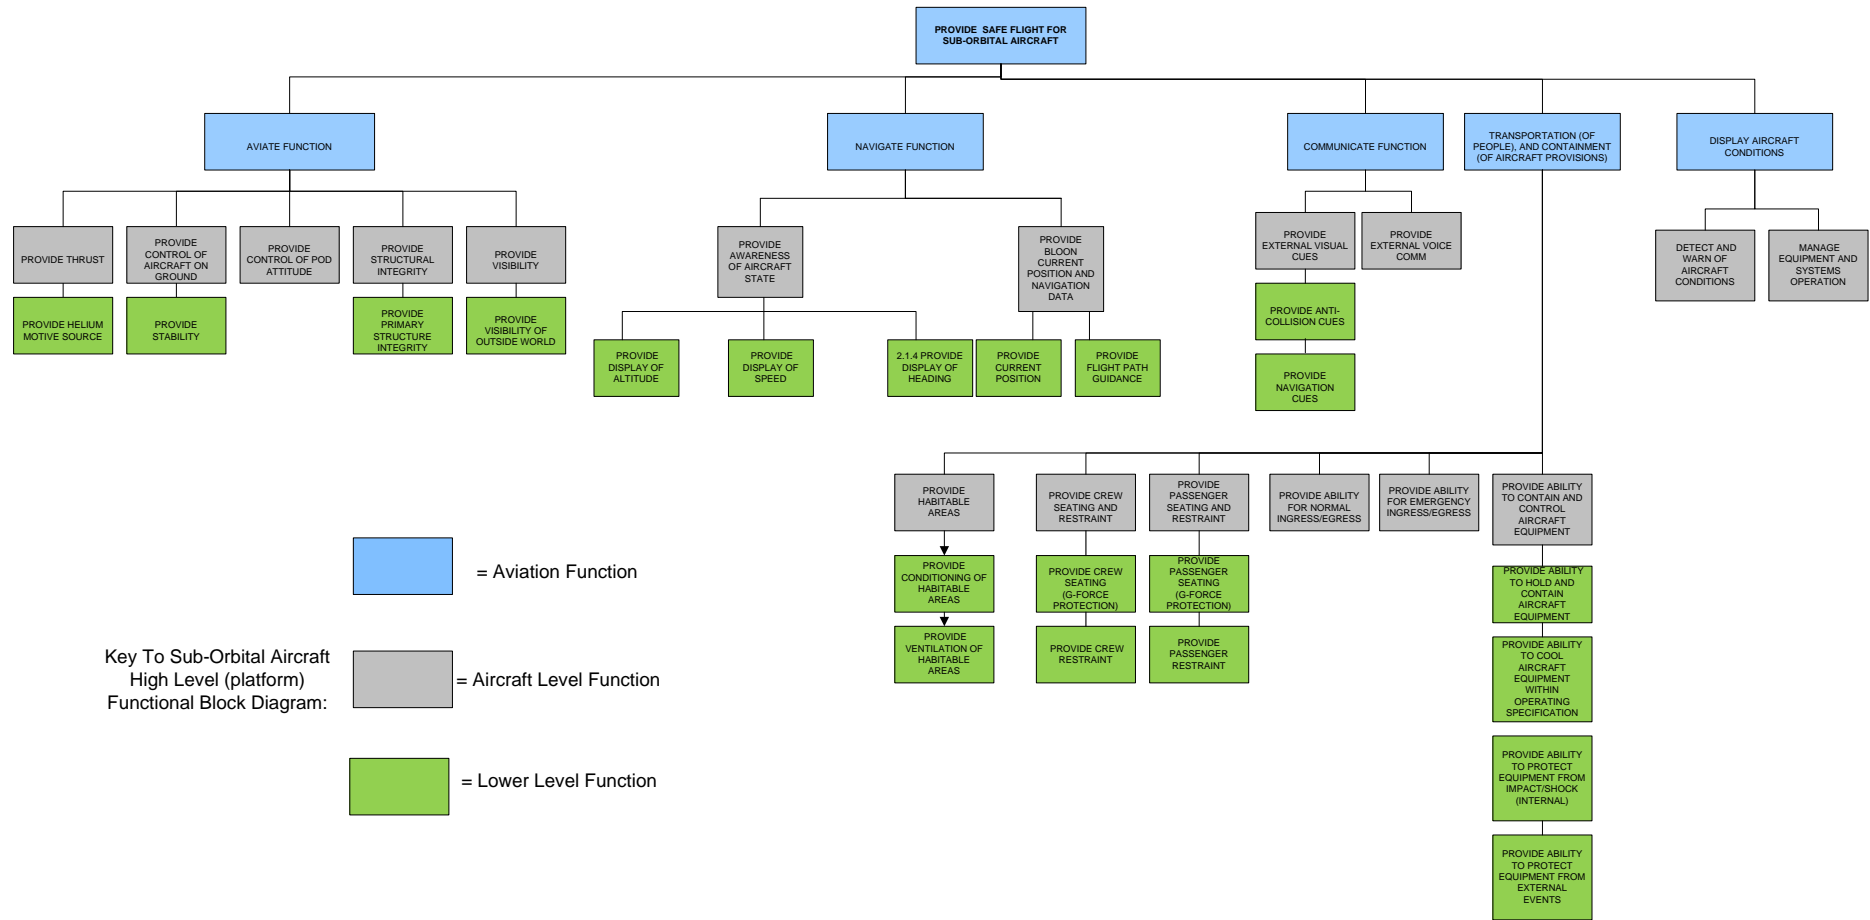 PROVIDE SAFE FLIGHT FOR
SUB-ORBITAL AIRCRAFT
AVIATE FUNCTION
NAVIGATE FUNCTION
COMMUNICATE FUNCTION
TRANSPORTATION (OF
PEOPLE), AND CONTAINMENT
(OF AIRCRAFT PROVISIONS)
DISPLAY AIRCRAFT
CONDITIONS
PROVIDE THRUST
PROVIDE
CONTROL OF
AIRCRAFT ON
GROUND
PROVIDE
CONTROL OF POD
ATTITUDE
PROVIDE
STRUCTURAL
INTEGRITY
PROVIDE
VISIBILITY
PROVIDE
AWARENESS
OF AIRCRAFT
STATE
PROVIDE
BLOON
CURRENT
POSITION AND
NAVIGATION
DATA
PROVIDE
EXTERNAL VISUAL
CUES
PROVIDE
EXTERNAL VOICE
COMM
DETECT AND
WARN OF
AIRCRAFT
CONDITIONS
MANAGE
EQUIPMENT AND
SYSTEMS
OPERATION
PROVIDE HELIUM
MOTIVE SOURCE
PROVIDE
STABILITY
PROVIDE
PRIMARY
STRUCTURE
INTEGRITY
PROVIDE
VISIBILITY OF
OUTSIDE WORLD
PROVIDE ANTI-
COLLISION CUES
PROVIDE
DISPLAY OF
ALTITUDE
PROVIDE
DISPLAY OF
SPEED
2.1.4 PROVIDE
DISPLAY OF
HEADING
PROVIDE
CURRENT
POSITION
PROVIDE
FLIGHT PATH
GUIDANCE
PROVIDE
NAVIGATION
CUES
PROVIDE
HABITABLE
AREAS
PROVIDE CREW
SEATING AND
RESTRAINT
PROVIDE
PASSENGER
SEATING AND
RESTRAINT
PROVIDE ABILITY
FOR NORMAL
INGRESS/EGRESS
PROVIDE ABILITY
FOR EMERGENCY
INGRESS/EGRESS
PROVIDE ABILITY
TO CONTAIN AND
CONTROL
AIRCRAFT
EQUIPMENT
PROVIDE
CONDITIONING OF
HABITABLE
AREAS
PROVIDE CREW
SEATING
(G-FORCE
PROTECTION)
PROVIDE
PASSENGER
SEATING
(G-FORCE
PROTECTION)
PROVIDE ABILITY
TO HOLD AND
CONTAIN
AIRCRAFT
EQUIPMENT
PROVIDE
VENTILATION OF
HABITABLE
AREAS
PROVIDE CREW
RESTRAINT
PROVIDE
PASSENGER
RESTRAINT
PROVIDE ABILITY
TO COOL
AIRCRAFT
EQUIPMENT
WITHIN
OPERATING
SPECIFICATION
PROVIDE ABILITY
TO PROTECT
EQUIPMENT FROM
IMPACT/SHOCK
(INTERNAL)
PROVIDE ABILITY
TO PROTECT
EQUIPMENT FROM
EXTERNAL
EVENTS
Key To Sub-Orbital Aircraft
High Level (platform)
Functional Block Diagram:
= Aviation Function
= Aircraft Level Function
= Lower Level Function